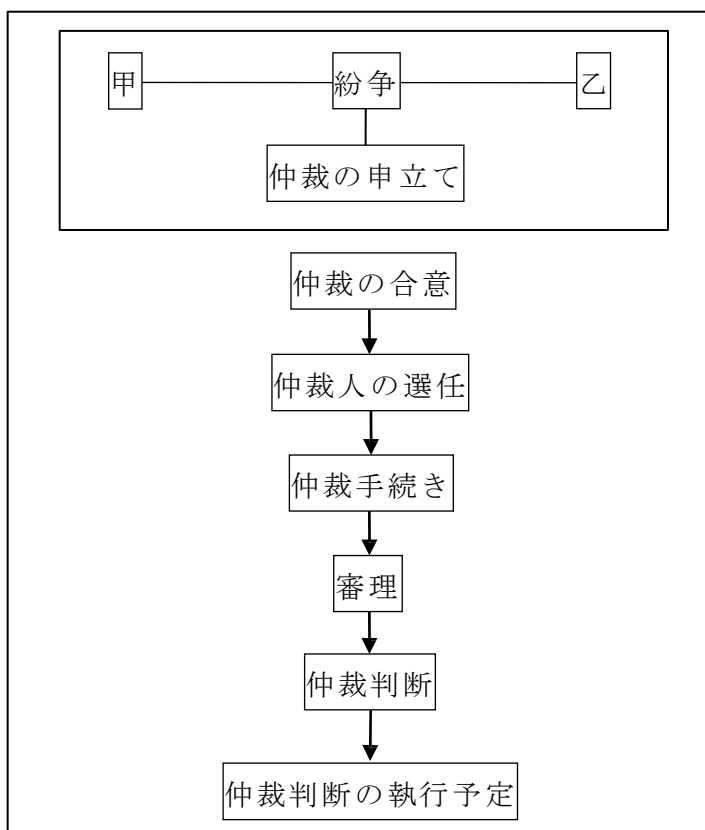 甲 紛争 乙
仲裁の申立て
仲裁の合意
仲裁人の選任
仲裁手続き
審理
仲裁判断
仲裁判断の執行予定